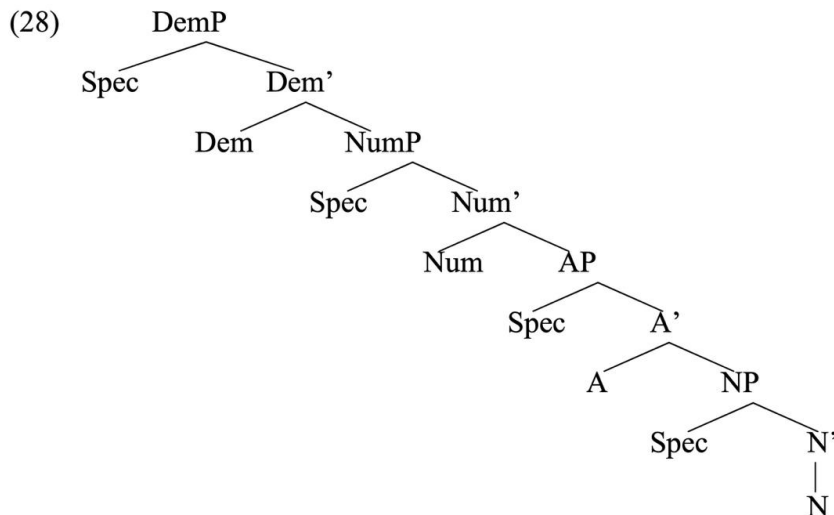 (28) DemP
Spec Dem’
Dem NumP
Spec Num’
Num AP
Spec A’
A NP
Spec N’
N